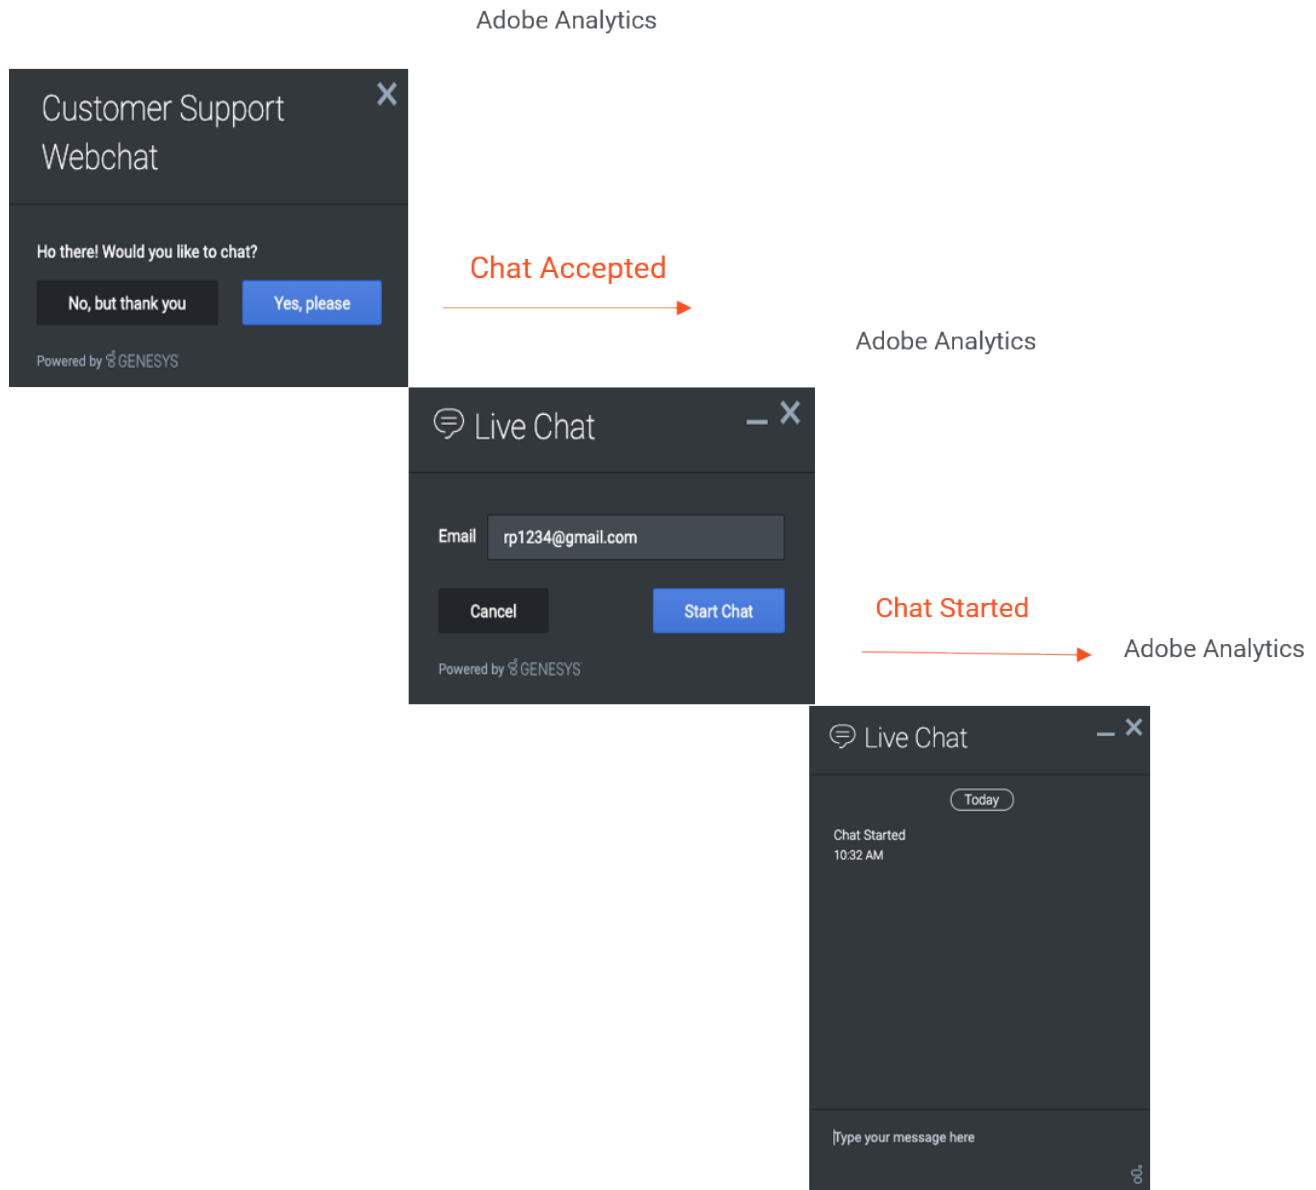 Adobe Analytics
Customer Support
Webchat
Ho there! Would you like to chat?
No, but thank you
Yes, please
Powered by GENESYS
Chat Accepted
Adobe Analytics
Live Chat
Email
rp1234@gmail.com
Cancel
Start Chat
Powered by GENESYS
Chat Started
Adobe Analytics
Live Chat
Today
Chat Started
10:32 AM
Type your message here